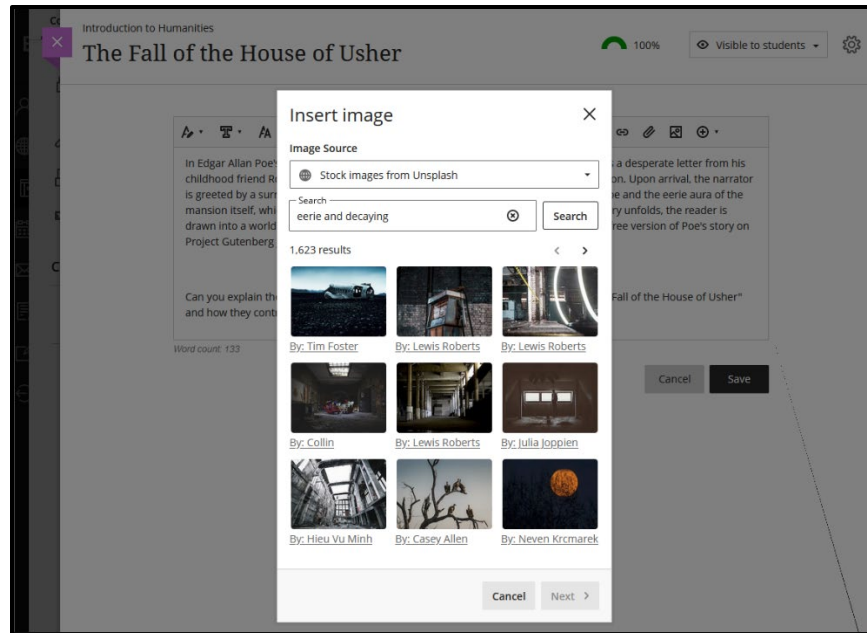 Introduction to Humanities
The Fall of the House of Usher
100%
Visible to students
Insert image
Image Source
Stock images from Unsplash
Search
eerie and decaying
Search
1,623 results
By: Tim Foster
By: Lewis Roberts
By: Lewis Roberts
By: Collin
By: Lewis Roberts
By: Julia Joppien
By: Hieu Vu Minh
By: Casey Allen
By: Neven Krcmarek
Cancel
Next
In Edgar Allan Poe's
s a desperate letter from his
childhood friend
on. Upon arrival, the narrator
is greeted by a
e and the eerie aura of the
mansion itself,
ry unfolds, the reader is
drawn into a world
ree version of Poe's story on
Project Gutenberg
Can you explain
Fall of the House of Usher"
and how they
Word count: 133
Cancel
Save